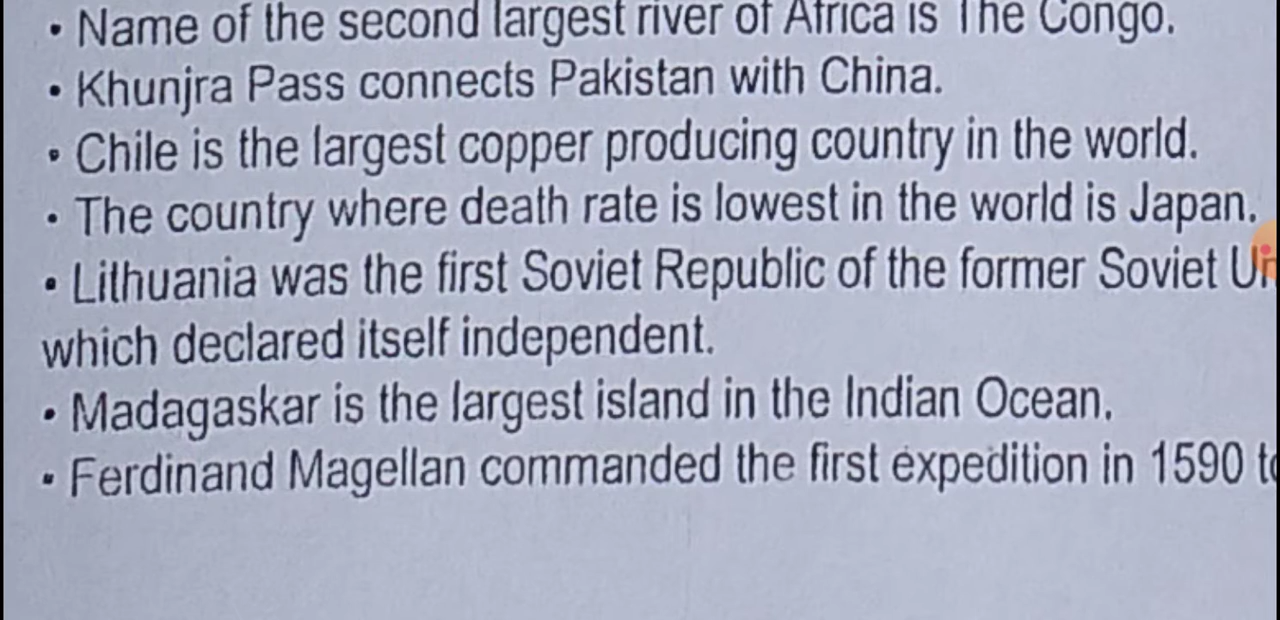 • Name of the second largest river of Africa is The Congo.
• Khunjra Pass connects Pakistan with China.
• Chile is the largest copper producing country in the world.
• The country where death rate is lowest in the world is Japan.
• Lithuania was the first Soviet Republic of the former Soviet
which declared itself independent.
• Madagaskar is the largest island in the Indian Ocean.
• Ferdinand Magellan commanded the first expedition in 1590